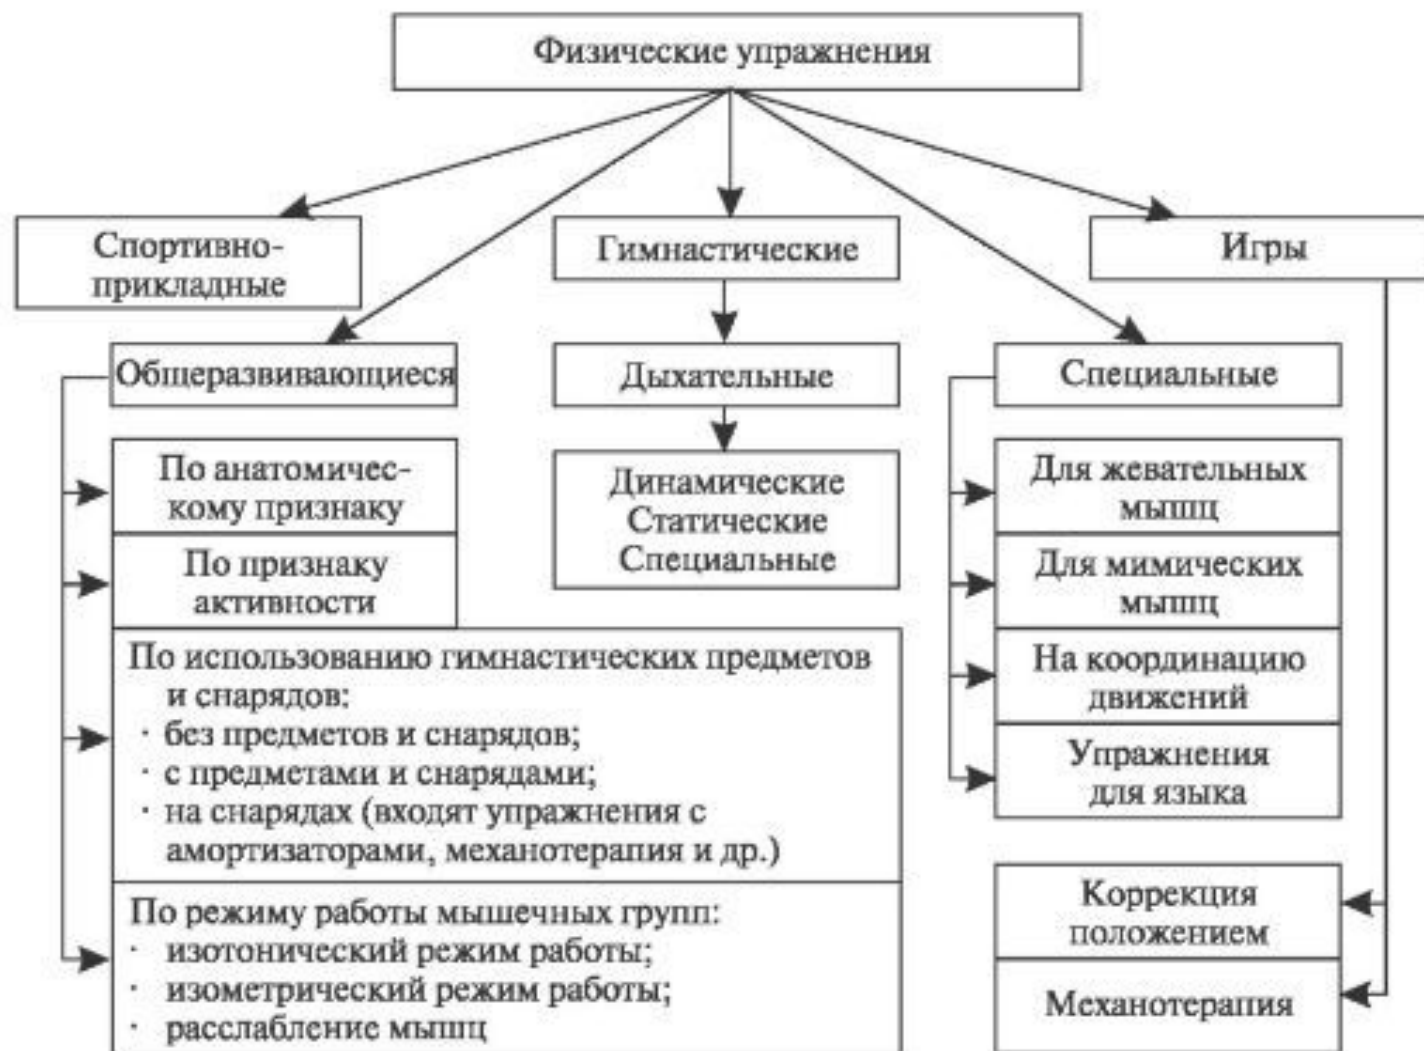 Физические упражнения
Спортивно-
прикладные
Гимнастические
Игры
Общеразвивающиеся
Дыхательные
Специальные
По анатомичес-
кому признаку
По признаку
активности
По использованию гимнастических предметов
и снарядов:
· без предметов и снарядов;
· с предметами и снарядами;
· на снарядах (входят упражнения с
амортизаторами, механотерапия и др.)
По режиму работы мышечных групп:
· изотонический режим работы;
· изометрический режим работы;
· расслабление мышц
Динамические
Статические
Специальные
Для жевательных
мышц
Для мимических
мышц
На координацию
движений
Упражнения
для языка
Коррекция
положением
Механотерапия